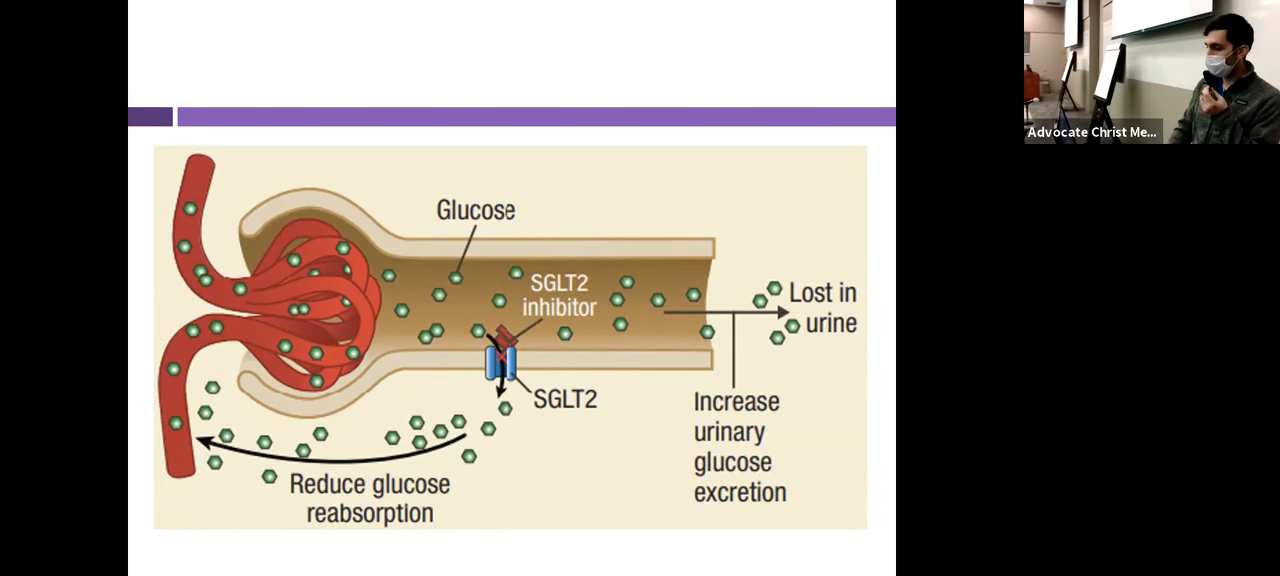 Advocate Christ Me...
Glucose
SGLT2
inhibitor
Lost in
urine
SGLT2
Increase
urinary
glucose
excretion
Reduce glucose
reabsorption